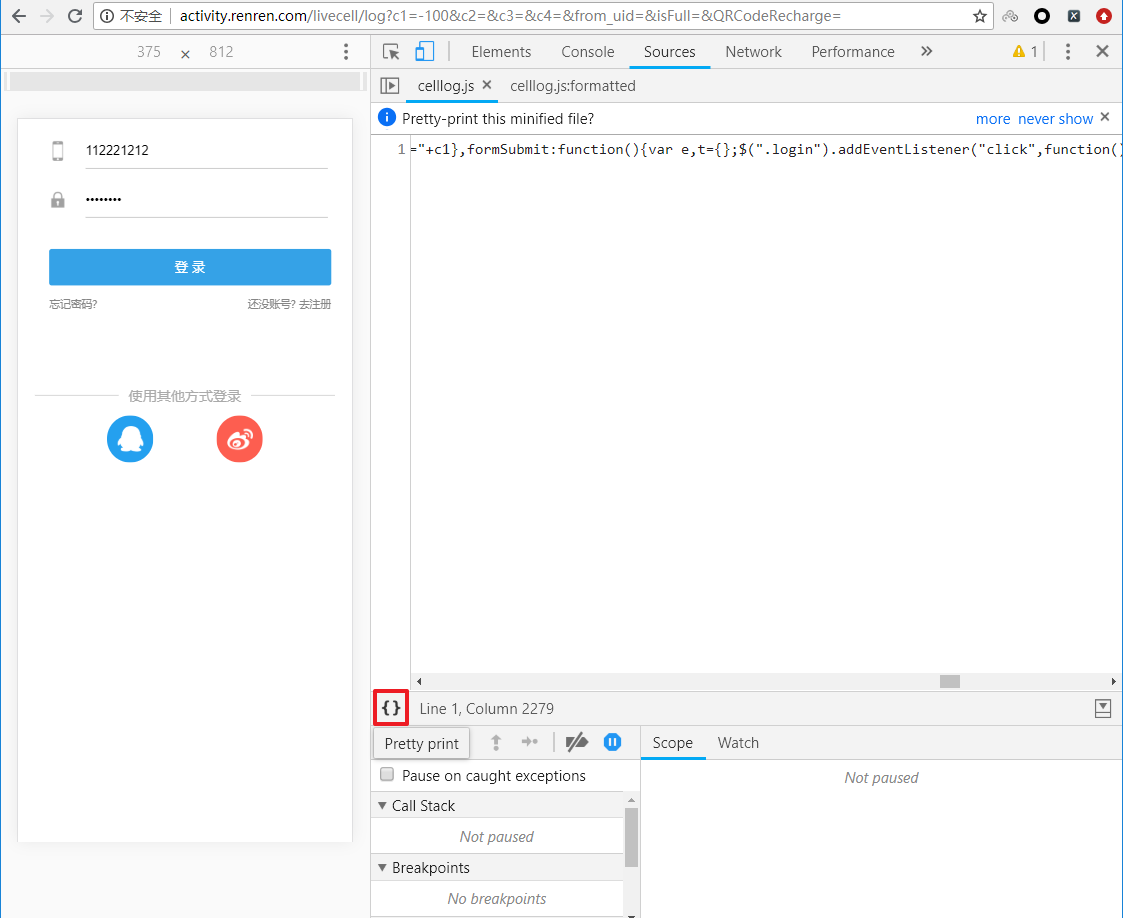 不安全 activity.renren.com/livecell/log?c1=-100&c2=&c3=&c4=&from_uid=&isFull=&QRCodeRecharge=
375 × 812
Elements Console Sources Network Performance » 1
celllog.js × celllog.js:formatted
Pretty-print this minified file? more never show ×
1 ="+c1},formSubmit:function(){var e,t={};$(".login").addEventListener("click",function()
112221212
••••••••
登 录
忘记密码? 还没账号? 去注册
使用其他方式登录
{} Line 1, Column 2279
Pretty print
Scope Watch
Pause on caught exceptions
Not paused
Call Stack
Not paused
Breakpoints
No breakpoints